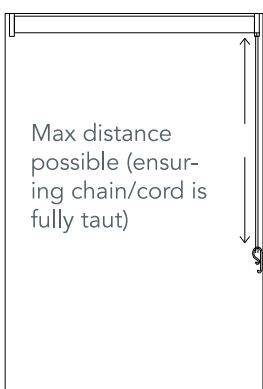 Max distance
possible (ensur-
ing chain/cord is
fully taut)